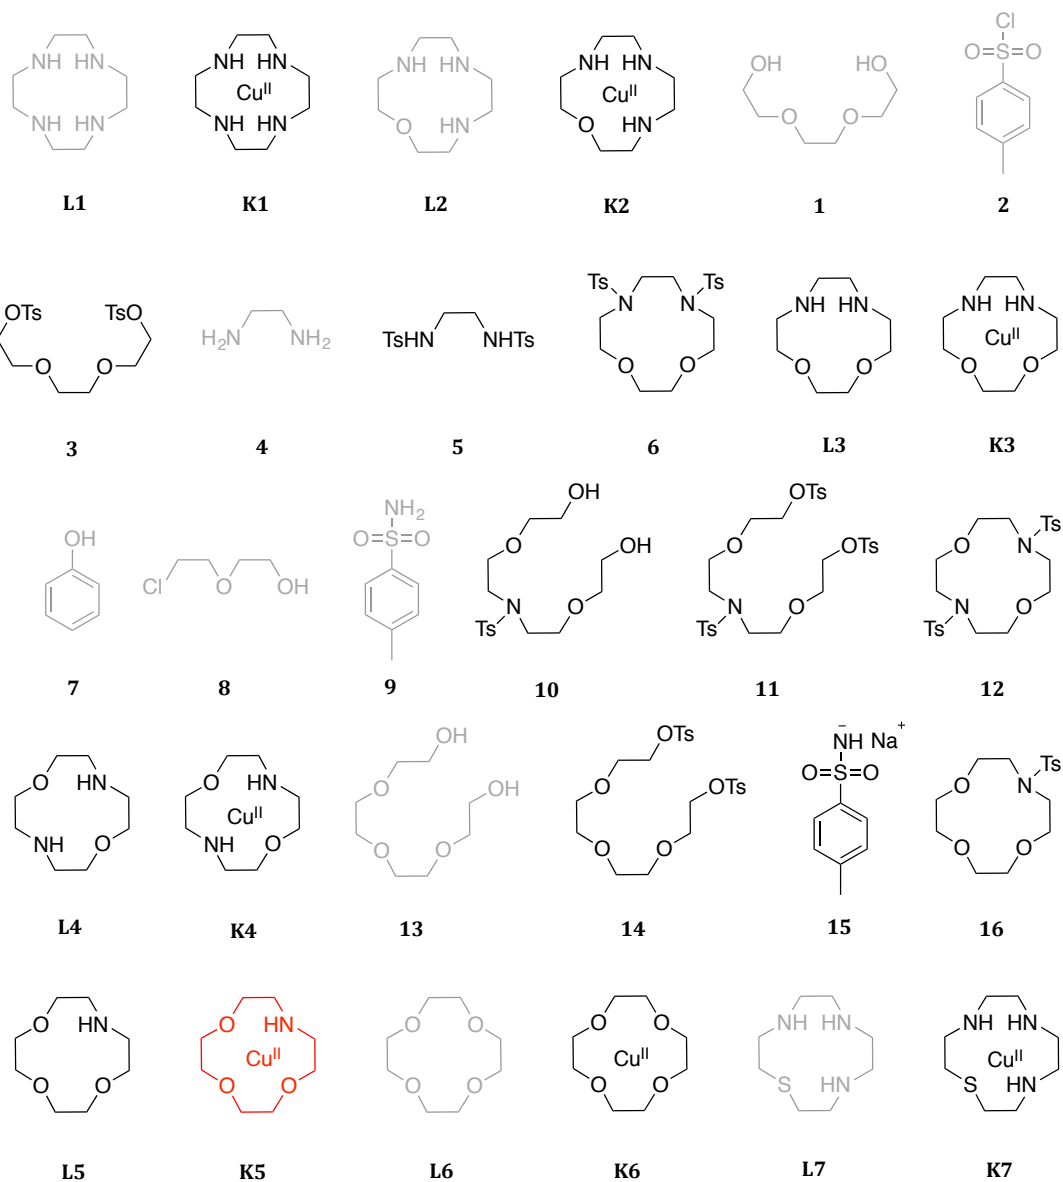 NH HN NH HN NH HN NH HN Cl
Cu^II Cu^II OH HO O=S=O
NH HN NH HN O HN O HN O O
L1 K1 L2 K2 1 2
OTs TsO Ts Ts
N N NH HN NH HN
H₂N NH₂ TsHN NHTs Cu^II
O O O O O O O O
3 4 5 6 L3 K3
OH NH₂ OH OTs Ts
O O O N
OH O=S=O OH OTs
Cl O OH O O O
Ts N Ts N Ts N
7 8 9 10 11 12
OH OTs ⁻NH Na⁺ Ts
O HN O HN O O O=S=O O N
Cu^II OH OTs
NH O NH O O O O O O O
L4 K4 13 14 15 16
O HN O HN O O O O NH HN NH HN
Cu^II Cu^II Cu^II
O O O O O O O O S HN S HN
L5 K5 L6 K6 L7 K7